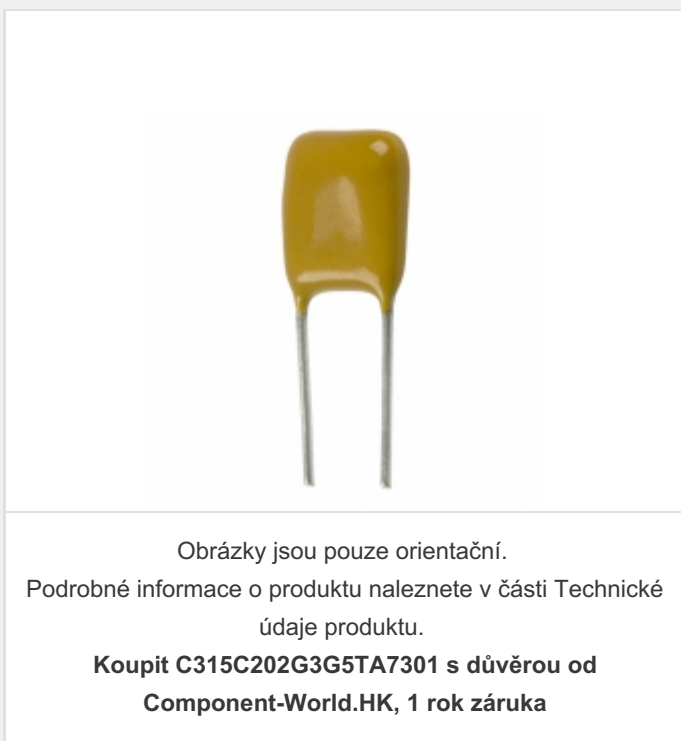 Obrázky jsou pouze orientační.
Podrobné informace o produktu naleznete v části Technické
údaje produktu.
Koupit C315C202G3G5TA7301 s důvěrou od
Component-World.HK, 1 rok záruka